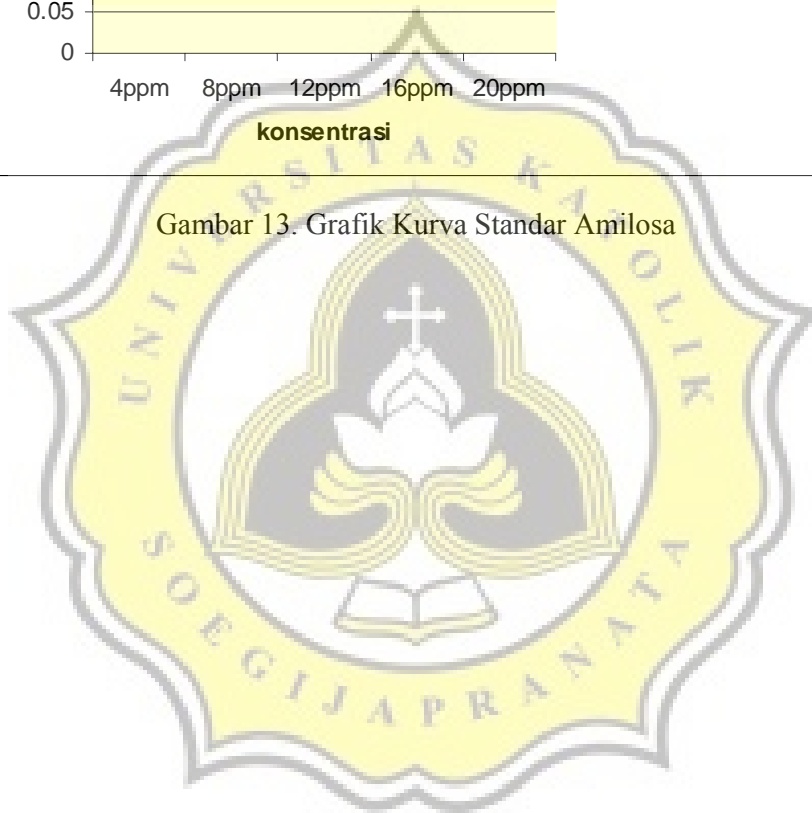 0.05
0
4ppm 8ppm 12ppm 16ppm 20ppm
konsentrasi
Gambar 13. Grafik Kurva Standar Amilosa
UNIVERSITAS KATOLIK
SOEGIJAPRANATA